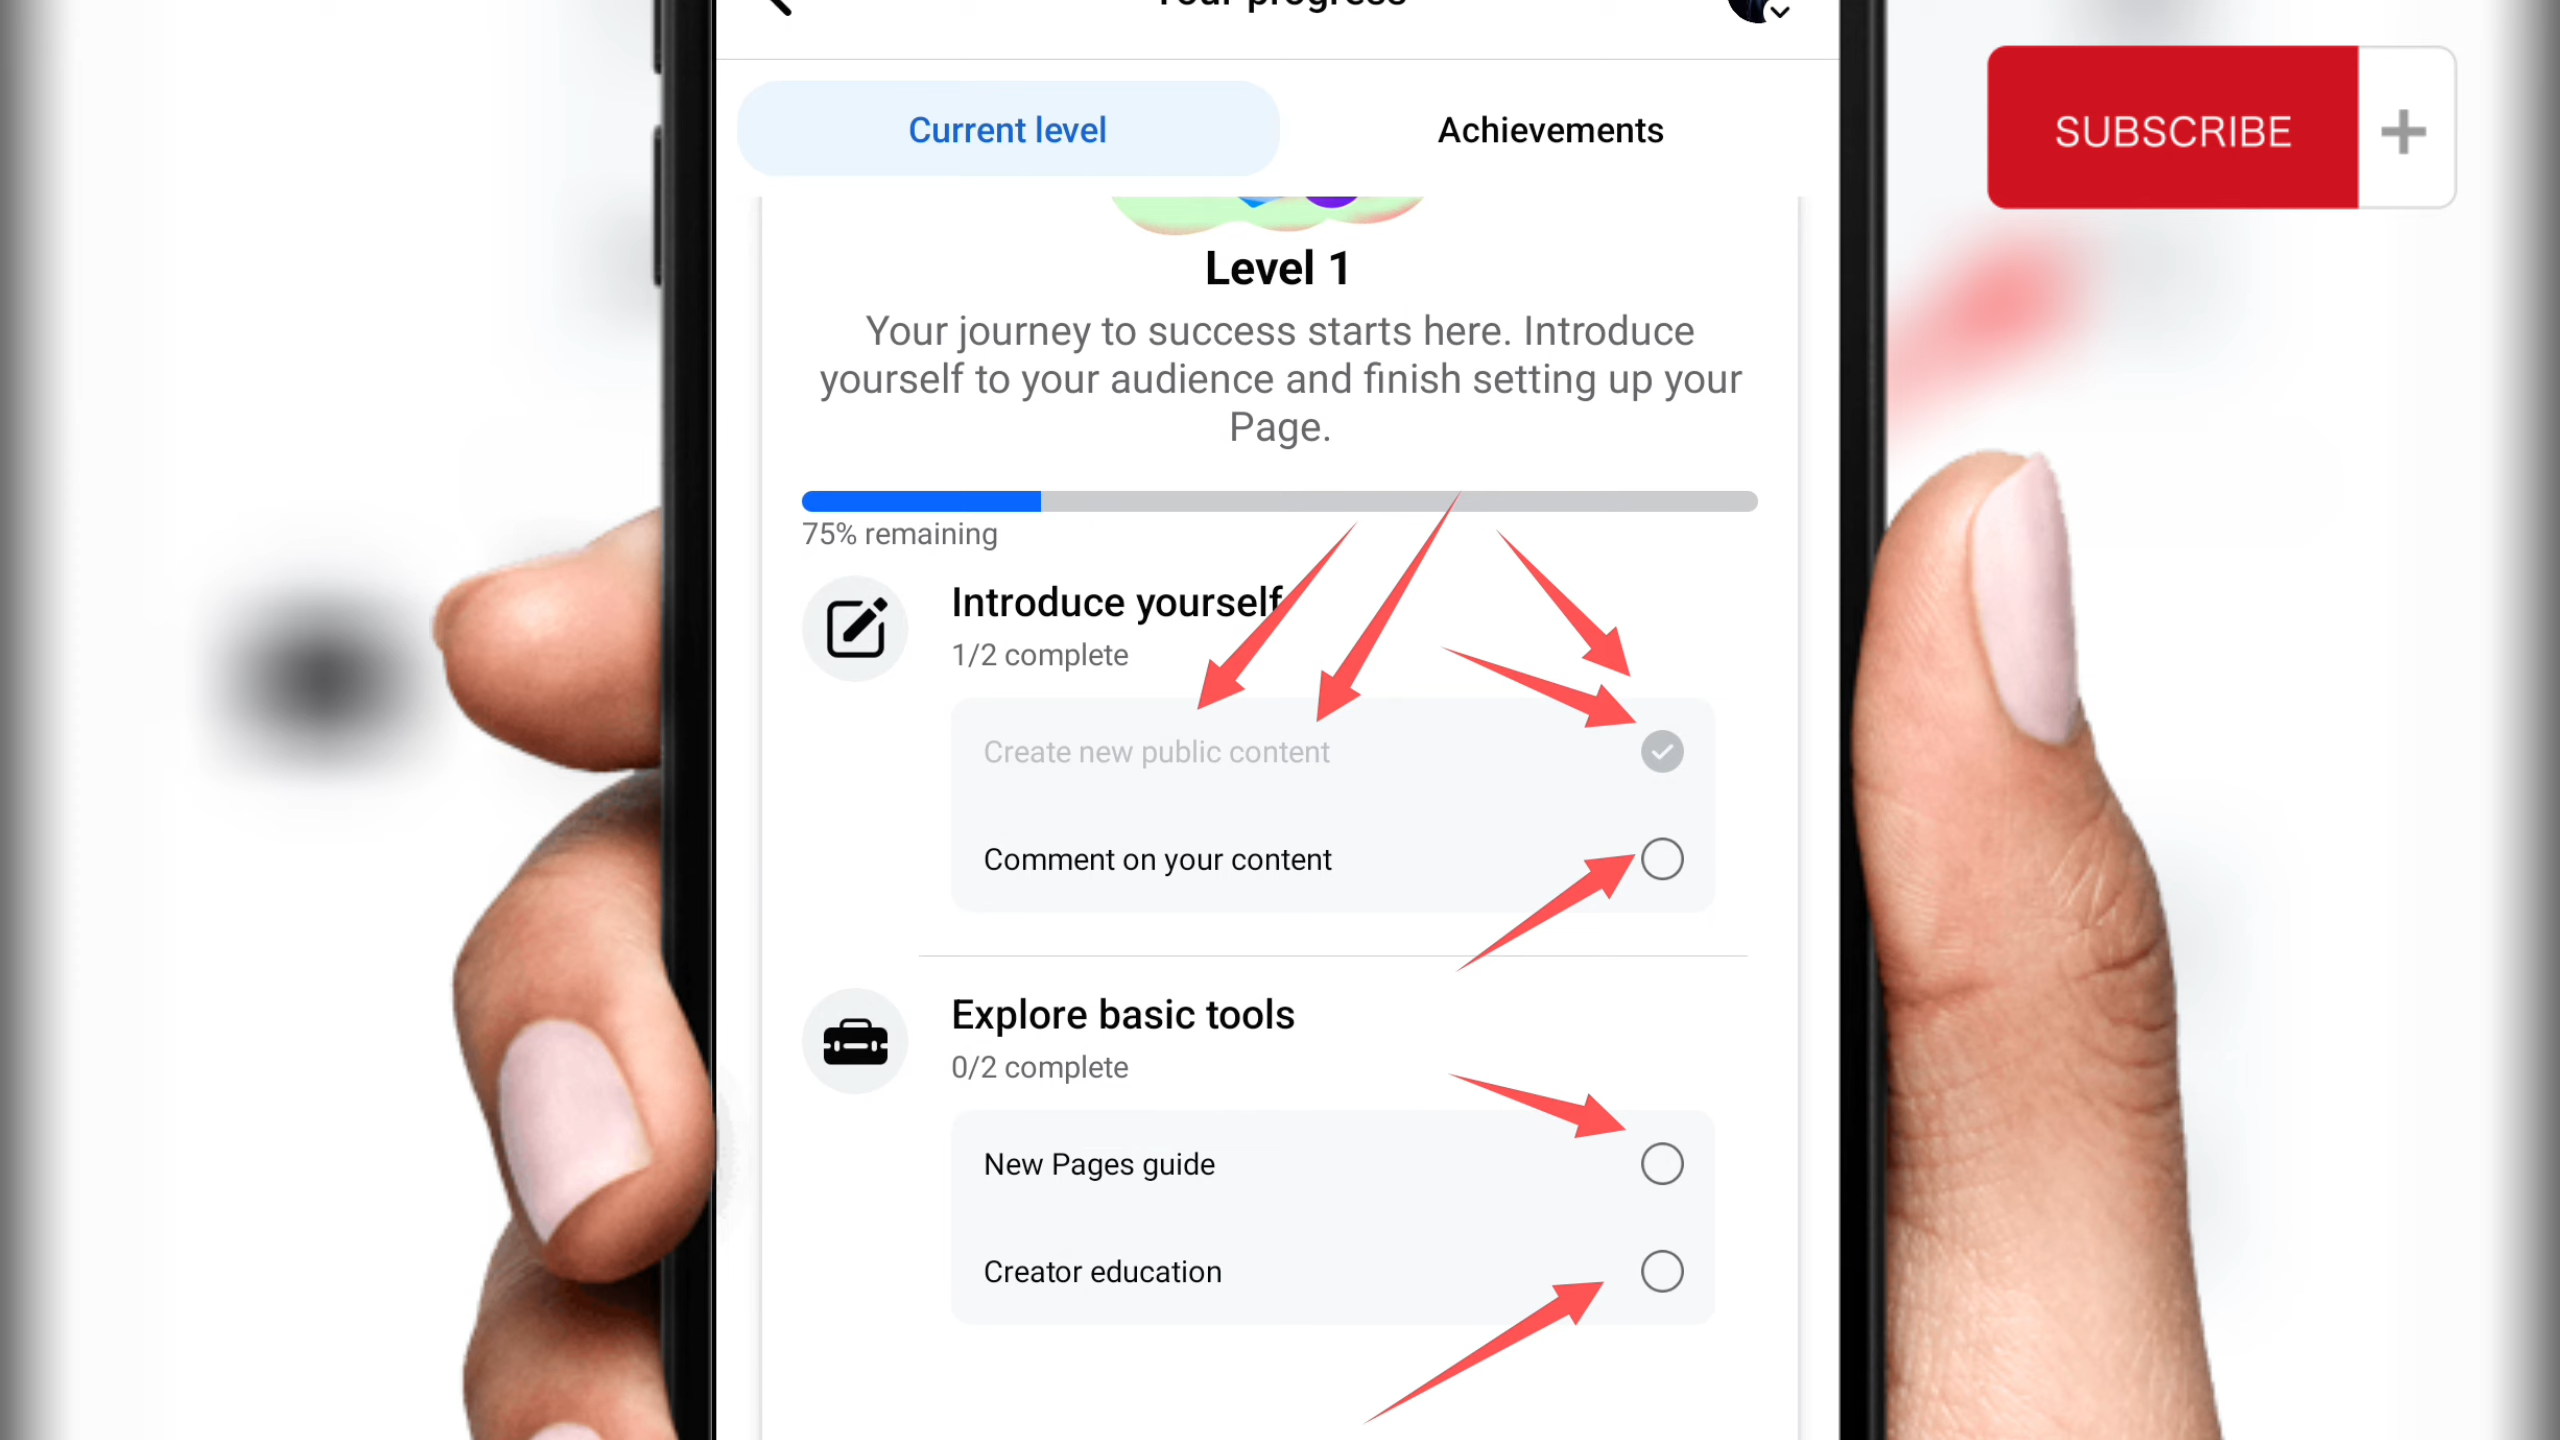 Your progress
Current level
Achievements
SUBSCRIBE
Level 1
Your journey to success starts here. Introduce
yourself to your audience and finish setting up your
Page.
75% remaining
Introduce yourself
1/2 complete
Create new public content
Comment on your content
Explore basic tools
0/2 complete
New Pages guide
Creator education